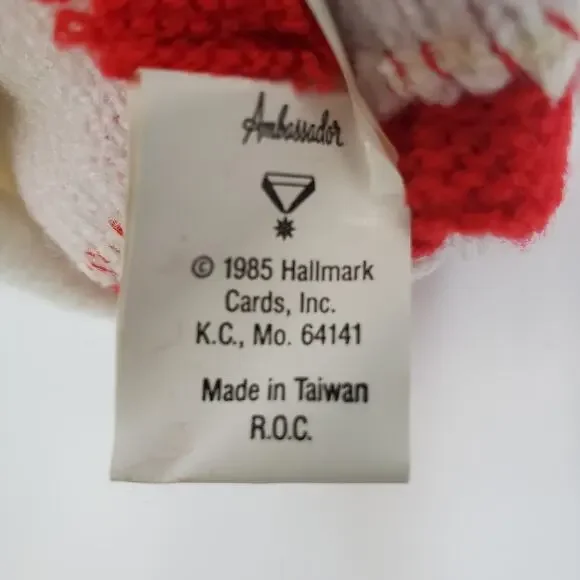 Ambassador
© 1985 Hallmark
Cards, Inc.
K.C., Mo. 64141
Made in Taiwan
R.O.C.